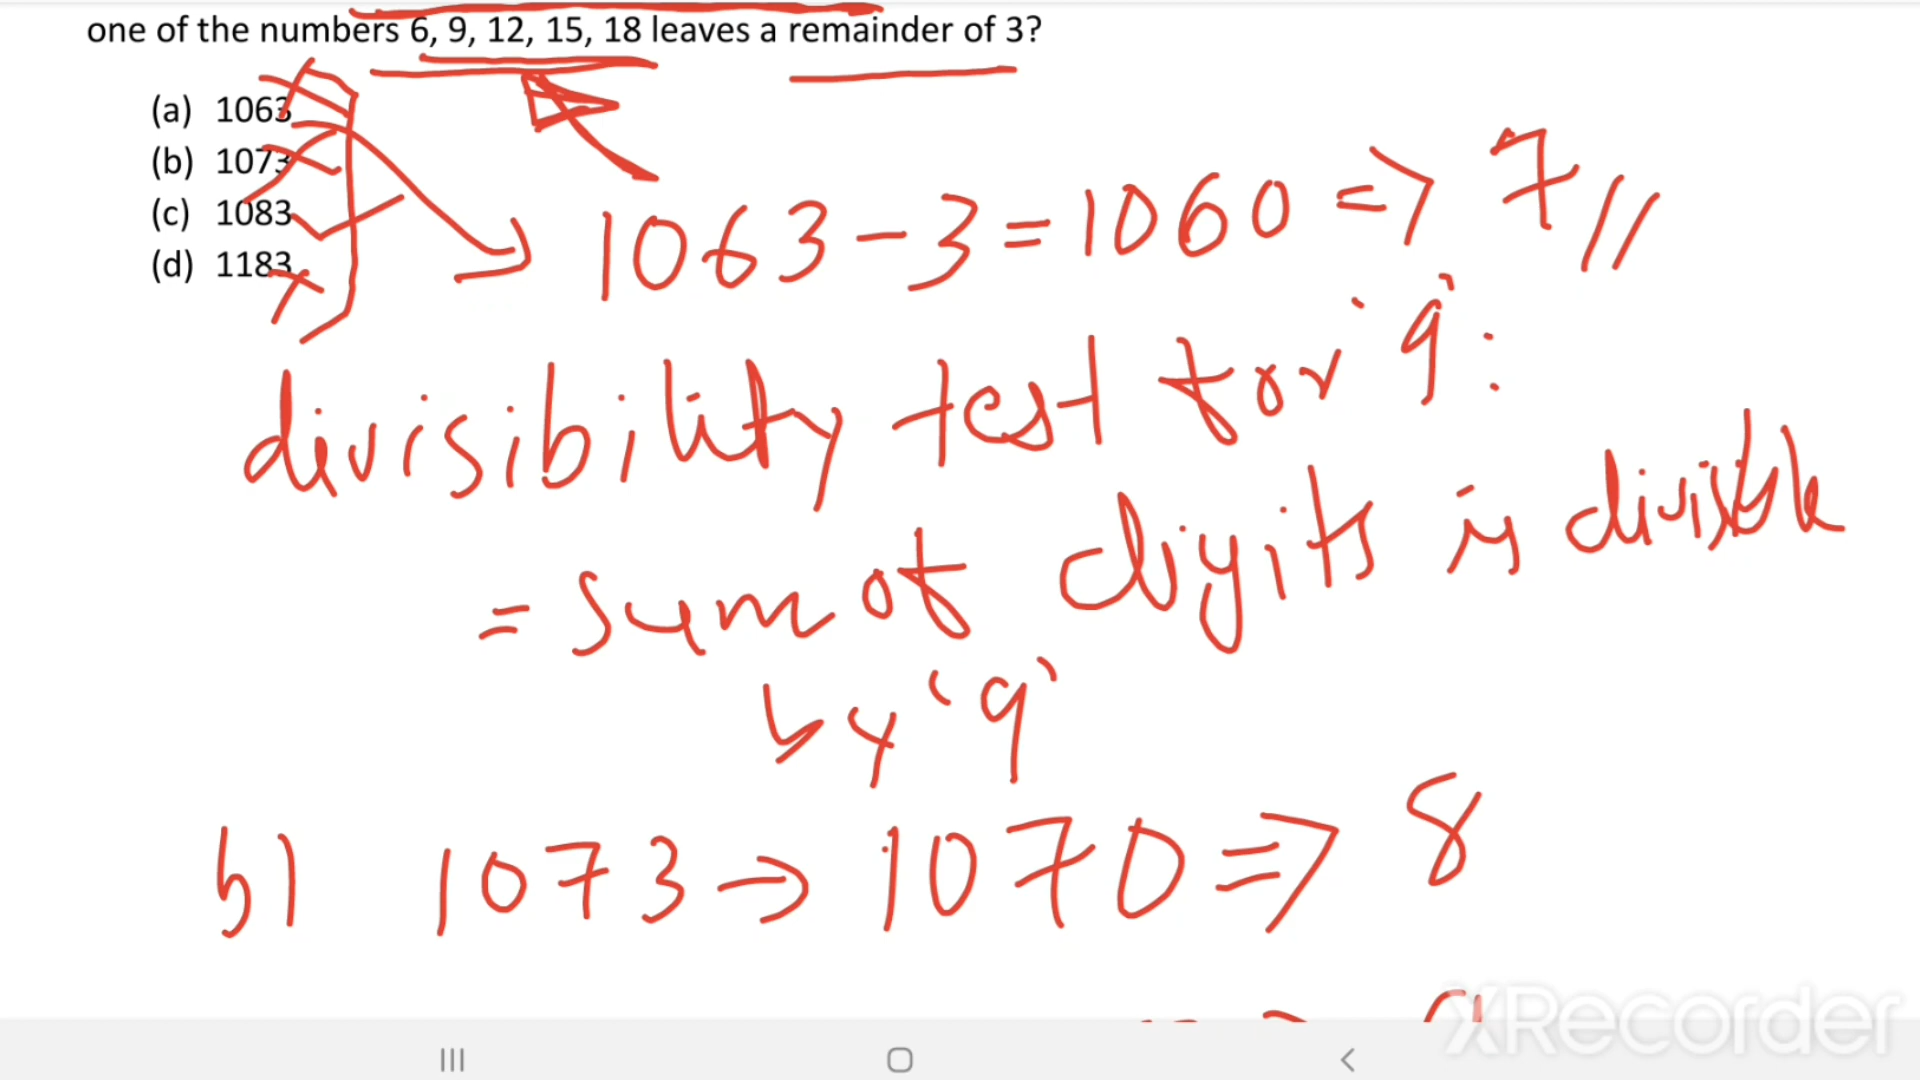 one of the numbers 6, 9, 12, 15, 18 leaves a remainder of 3?
(a) 1063
(b) 1073
(c) 1083
(d) 1183
1063 - 3 = 1060 => 7 //
divisibility test for '9' :
= sum of digits is divisible
by '9'
b) 1073 → 1070 => 8
XRecorder